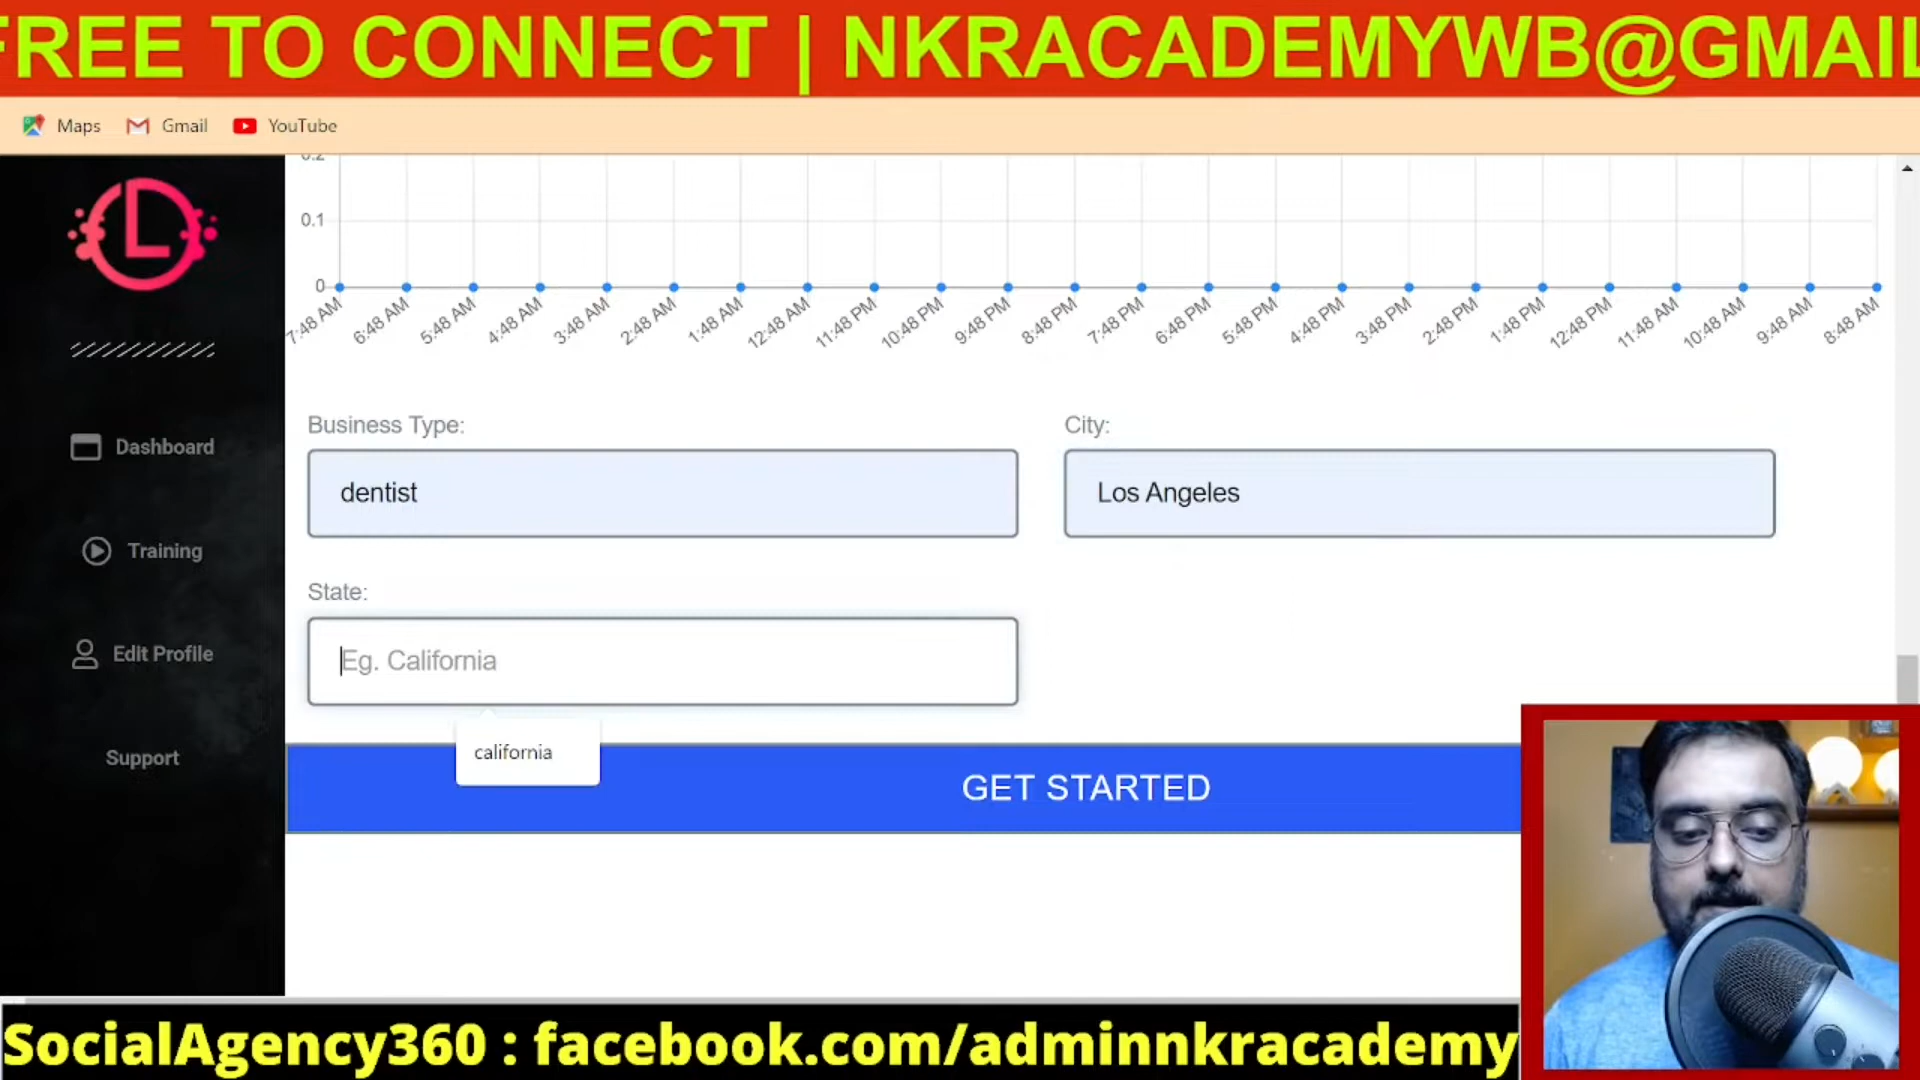 FREE TO CONNECT | NKRACADEMYWB@GMAIL
Maps Gmail YouTube
0.2
0.1
0
7:48 AM 6:48 AM 5:48 AM 4:48 AM 3:48 AM 2:48 AM 1:48 AM 12:48 AM 11:48 PM 10:48 PM 9:48 PM 8:48 PM 7:48 PM 6:48 PM 5:48 PM 4:48 PM 3:48 PM 2:48 PM 1:48 PM 12:48 PM 11:48 AM 10:48 AM 9:48 AM 8:48 AM
L
Dashboard
Training
Edit Profile
Support
Business Type: City:
dentist Los Angeles
State:
Eg. California
california
GET STARTED
SocialAgency360 : facebook.com/adminnkracademy